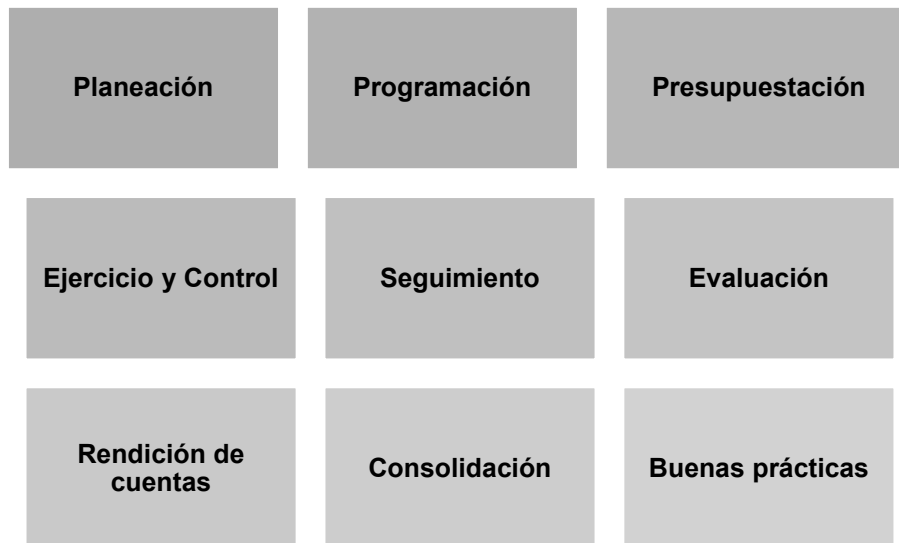 Planeación
Programación
Presupuestación
Ejercicio y Control
Seguimiento
Evaluación
Rendición de
cuentas
Consolidación
Buenas prácticas